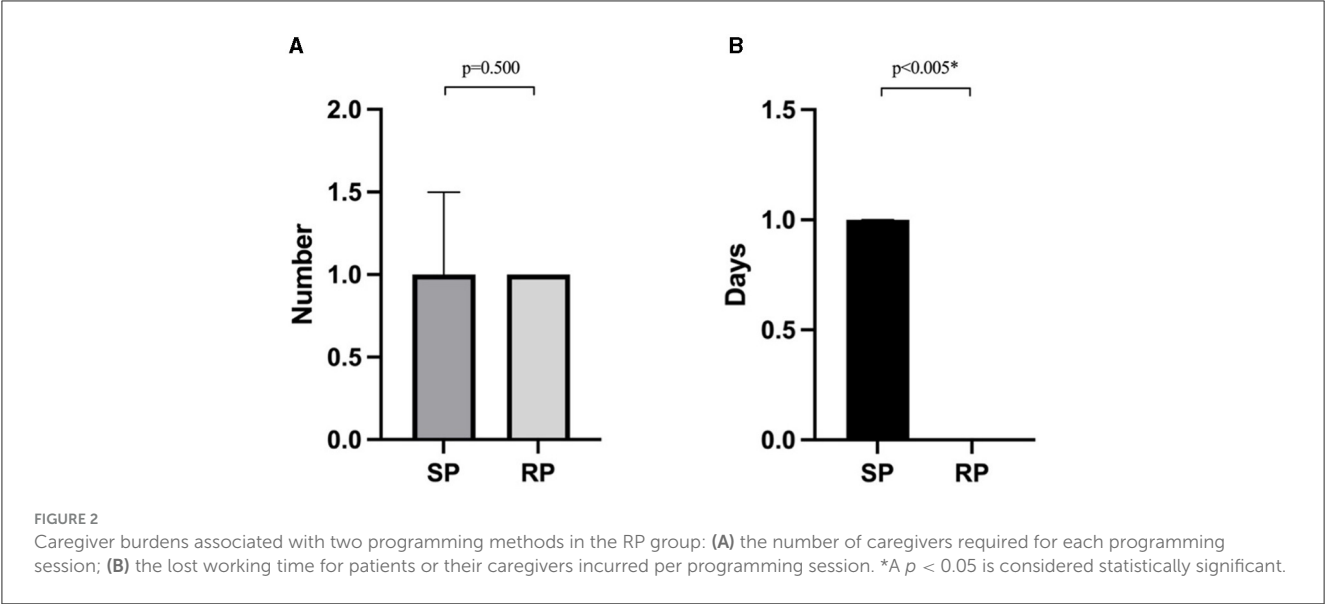 A
p=0.500
2.0
1.5
1.0
0.5
0.0
Number
SP
RP
B
p<0.005*
1.5
1.0
0.5
0.0
Days
SP
RP
FIGURE 2
Caregiver burdens associated with two programming methods in the RP group: (A) the number of caregivers required for each programming
session; (B) the lost working time for patients or their caregivers incurred per programming session. *A p < 0.05 is considered statistically significant.